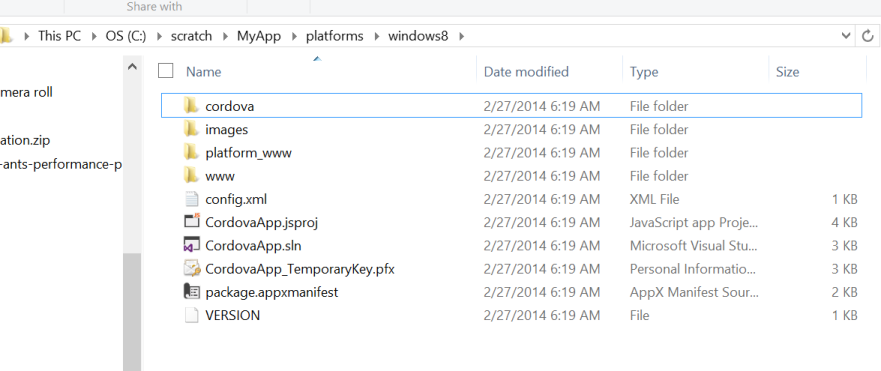 Share with
This PC OS (C:) scratch MyApp platforms windows8
Name Date modified Type Size
mera roll
ation.zip
-ants-performance-p
cordova 2/27/2014 6:19 AM File folder
images 2/27/2014 6:19 AM File folder
platform_www 2/27/2014 6:19 AM File folder
www 2/27/2014 6:19 AM File folder
config.xml 2/27/2014 6:19 AM XML File 1 KB
CordovaApp.jsproj 2/27/2014 6:19 AM JavaScript app Proje... 4 KB
CordovaApp.sln 2/27/2014 6:19 AM Microsoft Visual Stu... 3 KB
CordovaApp_TemporaryKey.pfx 2/27/2014 6:19 AM Personal Informatio... 3 KB
package.appxmanifest 2/27/2014 6:19 AM AppX Manifest Sour... 2 KB
VERSION 2/27/2014 6:19 AM File 1 KB